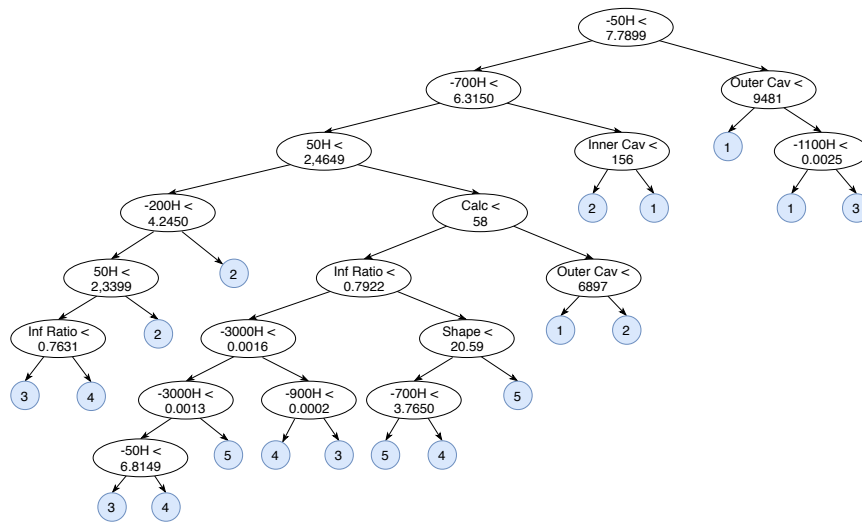 -50H <
7.7899
-700H <
6.3150
Outer Cav <
9481
50H <
2,4649
Inner Cav <
156
1
-1100H <
0.0025
-200H <
4.2450
Calc <
58
2
1
1
3
50H <
2,3399
2
Inf Ratio <
0.7922
Outer Cav <
6897
Inf Ratio <
0.7631
2
-3000H <
0.0016
Shape <
20.59
1
2
3
4
-3000H <
0.0013
-900H <
0.0002
-700H <
3.7650
5
-50H <
6.8149
5
4
3
5
4
3
4